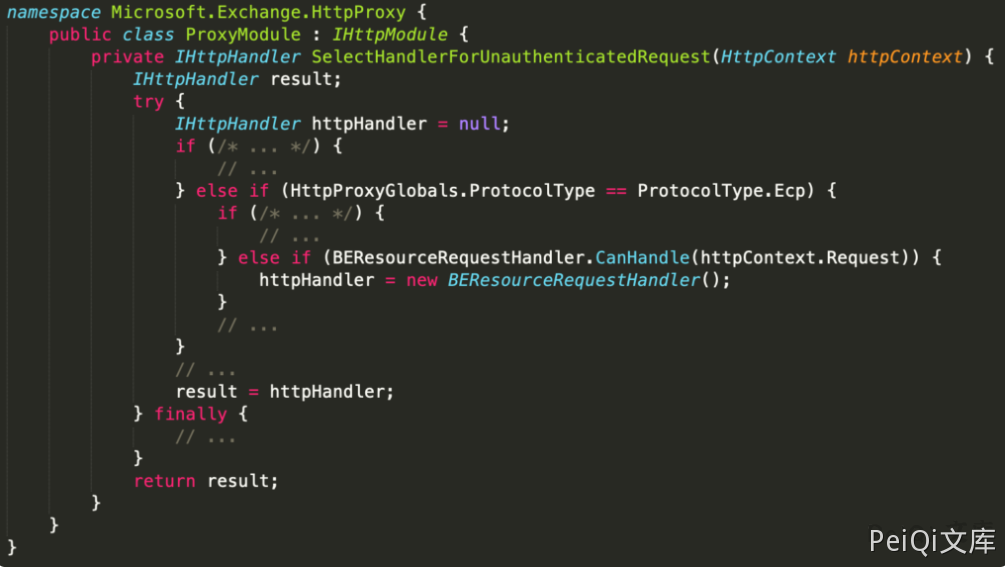 namespace Microsoft.Exchange.HttpProxy {
    public class ProxyModule : IHttpModule {
        private IHttpHandler SelectHandlerForUnauthenticatedRequest(HttpContext httpContext) {
            IHttpHandler result;
            try {
                IHttpHandler httpHandler = null;
                if (/* ... */) {
                    // ...
                } else if (HttpProxyGlobals.ProtocolType == ProtocolType.Ecp) {
                    if (/* ... */) {
                        // ...
                    } else if (BEResourceRequestHandler.CanHandle(httpContext.Request)) {
                        httpHandler = new BEResourceRequestHandler();
                    }
                    // ...
                }
                // ...
                result = httpHandler;
            } finally {
                // ...
            }
            return result;
        }
    }
}
PeiQi文库